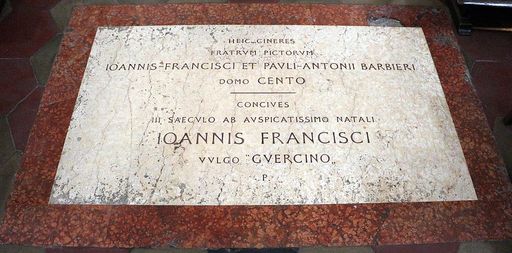 HEIC CINERES
FRATRVM PICTORVM
IOANNIS-FRANCISCI ET PAVLI-ANTONII BARBIERI
DOMO CENTO
CONCIVES
III SAECVLO AB AVSPICATISSIMO NATALI
IOANNIS FRANCISCI
VVLGO "GVERCINO"
P.